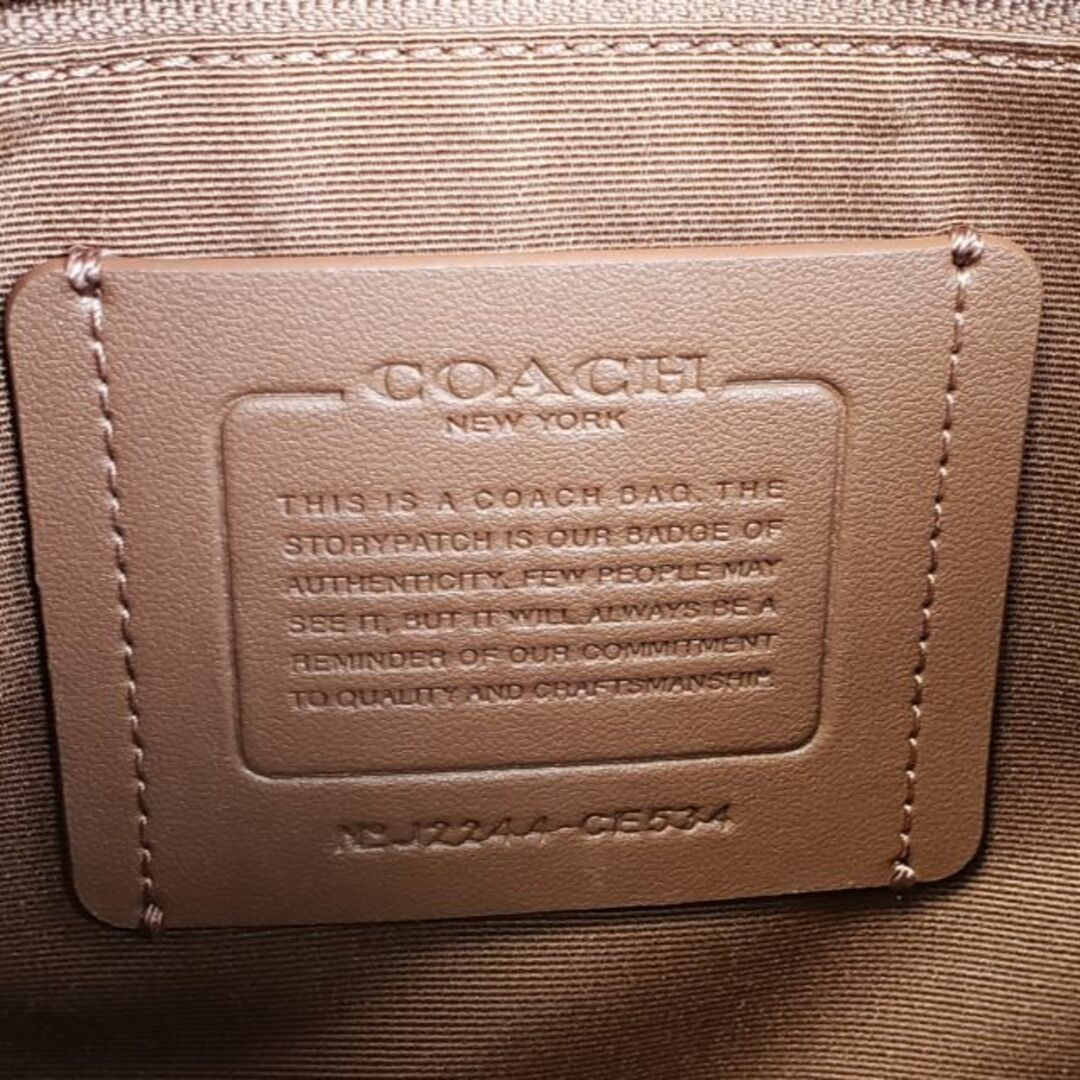 COACH
NEW YORK
THIS IS A COACH BAG. THE
STORYPATCH IS OUR BADGE OF
AUTHENTICITY. FEW PEOPLE MAY
SEE IT, BUT IT WILL ALWAYS BE A
REMINDER OF OUR COMMITMENT
TO QUALITY AND CRAFTSMANSHIP.
Nº J2244-CE534